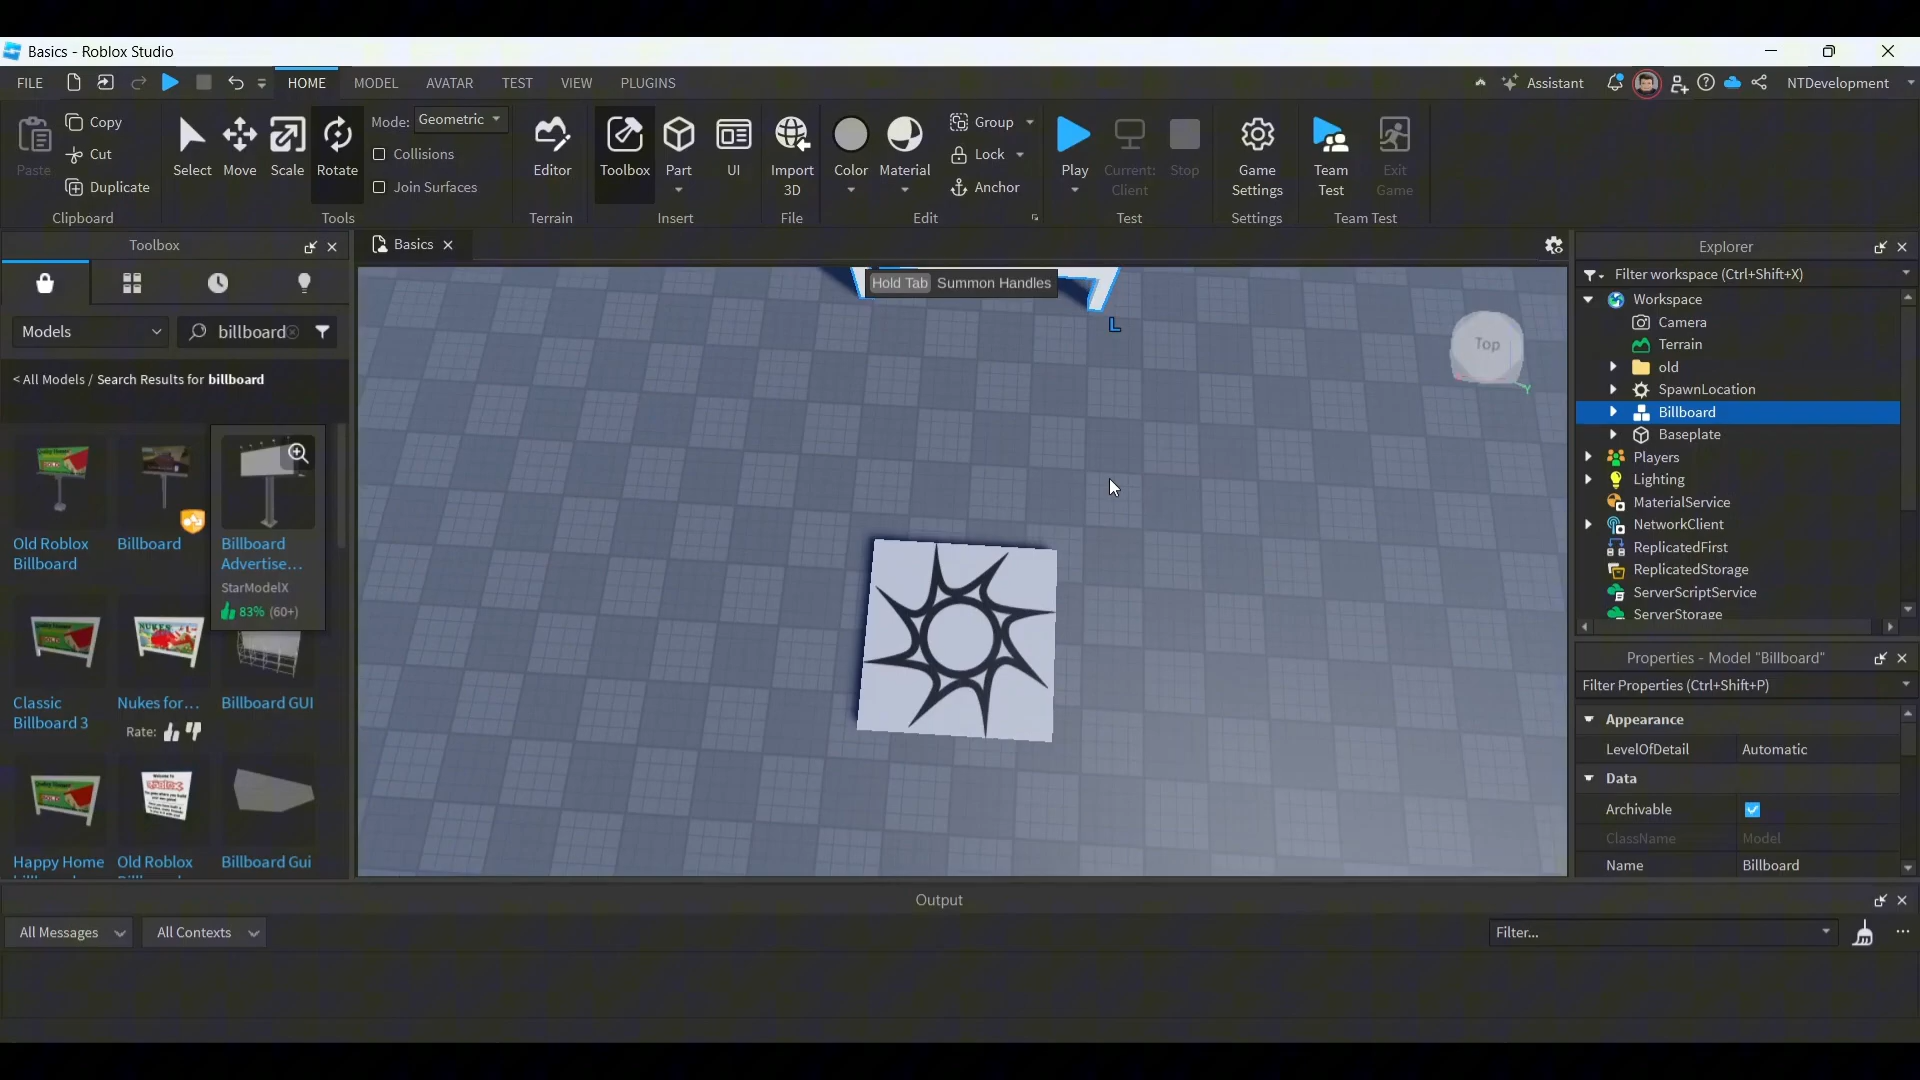 Basics - Roblox Studio
FILE HOME MODEL AVATAR TEST VIEW PLUGINS Assistant NTDevelopment
Paste Copy Cut Duplicate Clipboard
Select Move Scale Rotate Mode: Geometric Collisions Join Surfaces Tools
Editor Terrain
Toolbox Part UI Insert
Import 3D File
Color Material Group Lock Anchor Edit
Play Current: Client Stop Test
Game Settings Settings
Team Test Exit Game Team Test
Toolbox
Models billboard
< All Models / Search Results for billboard
Old Roblox Billboard
Billboard
Billboard Advertise...
StarModelX
83% (60+)
Classic Billboard 3
Nukes for...
Rate:
Billboard GUI
Happy Home
Old Roblox
Billboard Gui
Basics
Hold Tab Summon Handles
L
Top
Y
Explorer
Filter workspace (Ctrl+Shift+X)
Workspace
Camera
Terrain
old
SpawnLocation
Billboard
Baseplate
Players
Lighting
MaterialService
NetworkClient
ReplicatedFirst
ReplicatedStorage
ServerScriptService
ServerStorage
Properties - Model "Billboard"
Filter Properties (Ctrl+Shift+P)
Appearance
LevelOfDetail Automatic
Data
Archivable
ClassName Model
Name Billboard
Output
All Messages All Contexts Filter...